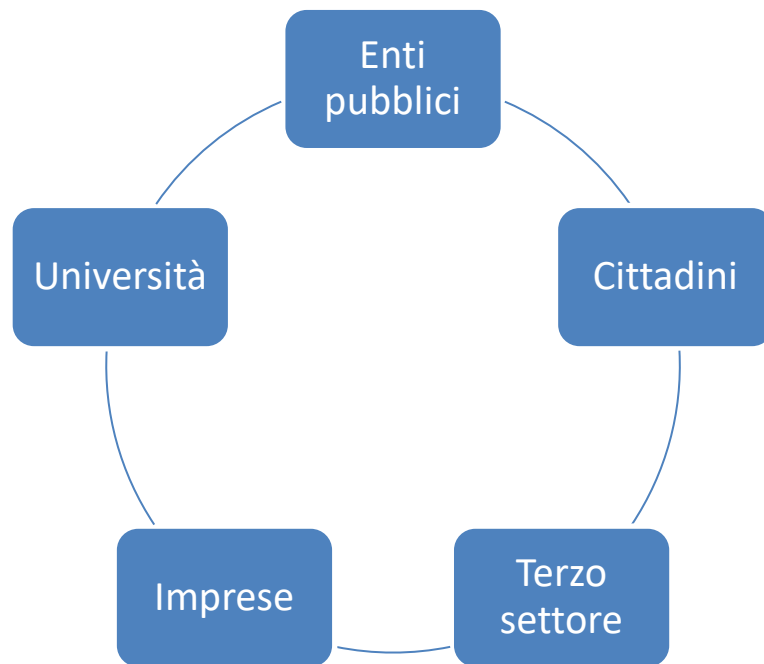 Enti
pubblici
Università
Cittadini
Imprese
Terzo
settore